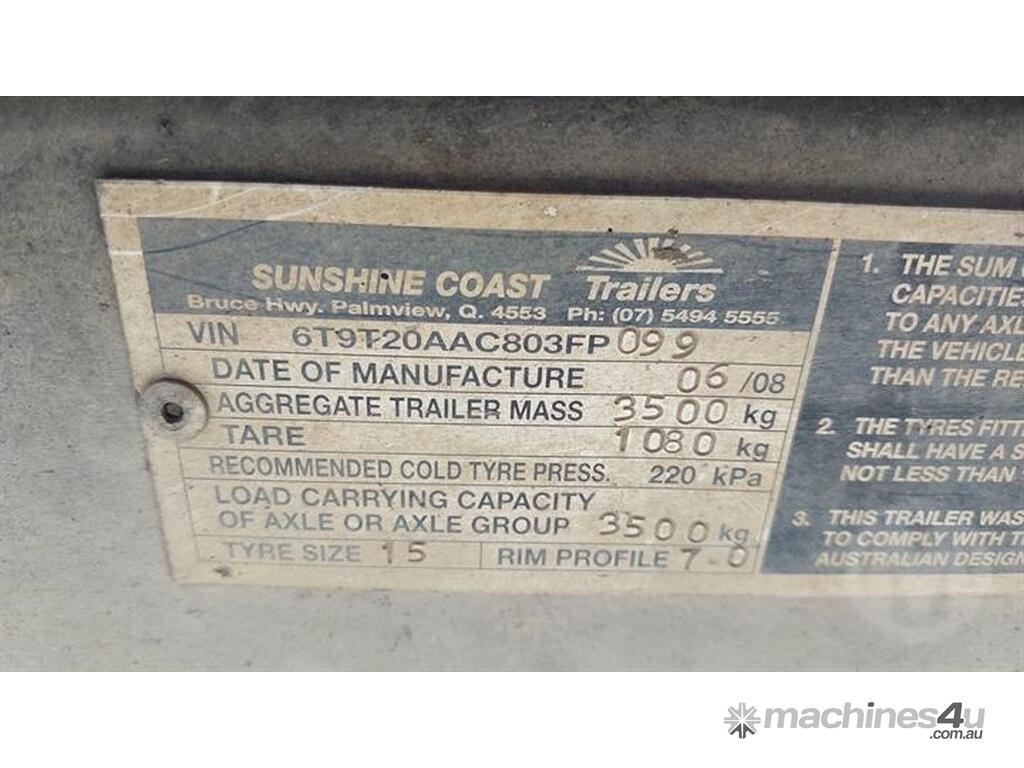 SUNSHINE COAST Trailers
Bruce Hwy. Palmview, Q. 4553 Ph: (07) 5494 5555
VIN 6T9T20AAC803FP099
DATE OF MANUFACTURE 06 /08
AGGREGATE TRAILER MASS 3500 kg
TARE 1080 kg
RECOMMENDED COLD TYRE PRESS. 220 kPa
LOAD CARRYING CAPACITY
OF AXLE OR AXLE GROUP 3500 kg
TYRE SIZE 15 RIM PROFILE 7-0
1. THE SUM
CAPACITIE
TO ANY AXL
THE VEHICLE
THAN THE RE
2. THE TYRES FITT
SHALL HAVE A S
NOT LESS THAN
3. THIS TRAILER WAS
TO COMPLY WITH T
AUSTRALIAN DESIGN
machines4u
.com.au